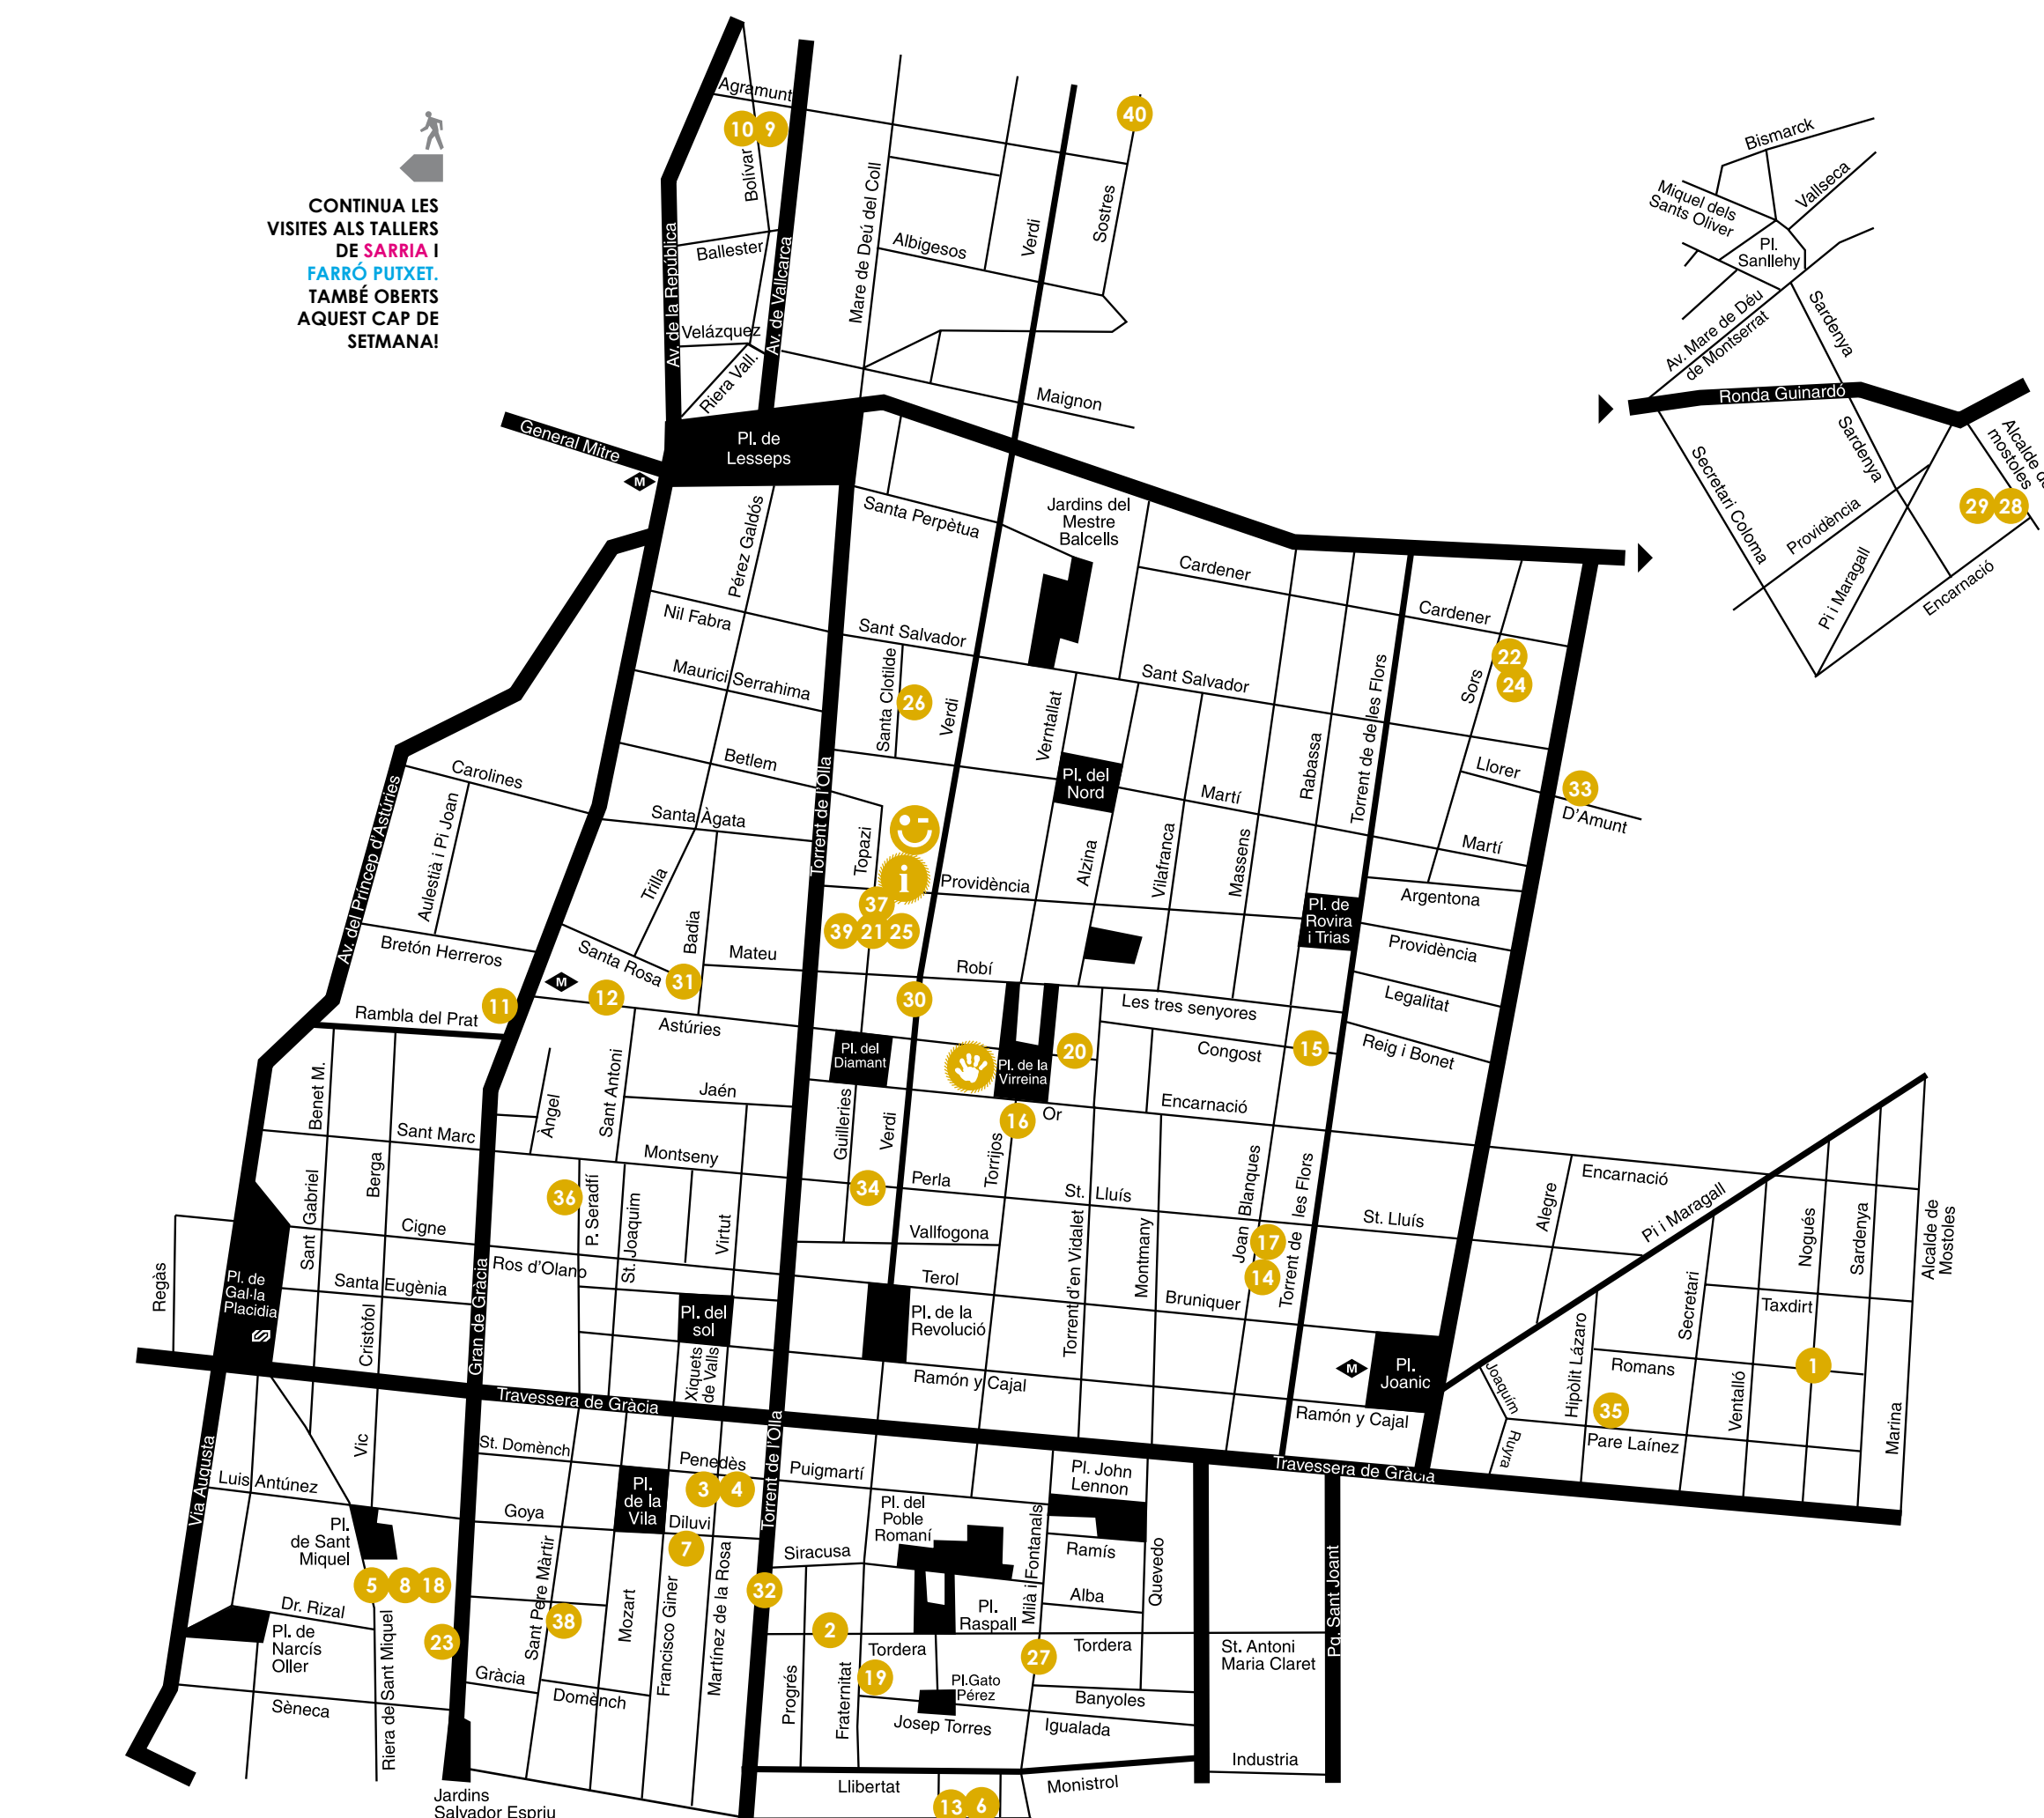 CONTINUA LES
VISITES ALS TALLERS
DE SARRIA I
FARRÓ PUTXET.
TAMBÉ OBERTS
AQUEST CAP DE
SETMANA!
Agramunt
10
9
40
Bolívar
Av. de la República
Av. de Vallcarca
Mare de Deú del Coll
Ballester
Albigesos
Verdi
Sostres
Velázquez
Riera Vall.
Maignon
General Mitre
M
Pl. de
Lesseps
Bismarck
Vallseca
Miquel dels
Sants Oliver
Pl.
Sanllehy
Sardenya
Av. Mare de Déu
de Montserrat
Ronda Guinardó
Sardenya
Alcalde de
mostoles
Secretari Coloma
Providència
29
28
Pi i Maragall
Encarnació
Pérez Galdós
Santa Perpètua
Jardins del
Mestre
Balcells
Cardener
Cardener
Nil Fabra
Sant Salvador
Sant Salvador
22
24
Sors
Maurici Serrahima
Santa Clotilde
26
Verdi
Verntallat
Torrent de de les Flors
Rabassa
Betlem
Torrent de l'Olla
Pl. del
Nord
Martí
Llorer
33
D'Amunt
Martí
Carolines
Aulestià i Pi Joan
Av. del Princep d'Astúries
Santa Àgata
Topazi
i
Trilla
Badia
Providència
Alzina
Vilafranca
Massens
Argentona
37
39
21
25
Pl. de
Rovira
i Trias
Providència
Bretón Herreros
Santa Rosa
31
Mateu
Robí
Legalitat
M
11
12
30
Rambla del Prat
Astúries
Les tres senyores
Congost
15
Reig i Bonet
Pl. del
Diamant
Pl. de la
Virreina
20
Benet M.
Àngel
Sant Antoni
Jaén
Guilleries
Verdi
16
Or
Encarnació
Sant Marc
Montseny
Torrijos
Sant Gabriel
Berga
36
P. Seradfí
St. Joaquim
Virtut
34
Perla
St. Lluís
Joan Blanques
Torrent de les Flors
St. Lluís
Alegre
Encarnació
Pi i Maragall
Nogués
Sardenya
Alcalde de
Mostoles
Cigne
Vallfogona
17
14
Regàs
Pl. de
Gal·la
Placidia
Santa Eugènia
Ros d'Olano
Terol
Torrent d'en Vidalet
Montmany
Bruniquer
Secretari
Taxdirt
Cristòfol
Gran de Gràcia
Pl. del
sol
Pl. de la
Revolució
M
Pl.
Joanic
Hipòlit Lázaro
Romans
1
Xiquets
de Valls
Ramón y Cajal
Ramón y Cajal
Joaquim
Ruyra
35
Ventalló
Pare Laínez
Marina
Travessera de Gràcia
Travessera de Gràcia
Via Augusta
Vic
Luis Antúnez
St. Domènch
Penedès
Puigmartí
Pl. John
Lennon
Torrent de l'Olla
Goya
Pl.
de la
Vila
3
4
Diluvi
7
Pl. del
Poble
Romaní
Pl.
de Sant
Miquel
Siracusa
Milà i Fontanals
Ramís
Quevedo
5
8
18
Sant Pere Màrtir
Mozart
Francisco Giner
Martínez de la Rosa
32
Alba
Dr. Rizal
Pl. de
Narcís
Oller
23
38
Pl.
Raspall
2
Tordera
Tordera
St. Antoni
Maria Claret
Pg. Sant Joant
27
19
Riera de Sant Miquel
Gràcia
Domènch
Progrés
Fraternitat
Pl.Gato
Pérez
Banyoles
Sèneca
Josep Torres
Igualada
Industria
Jardins
Salvador Espriu
Llibertat
13
6
Monistrol